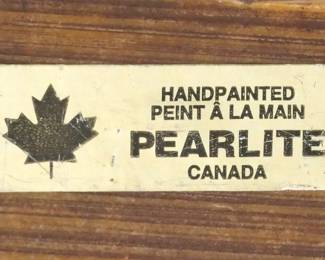 HANDPAINTED
PEINT Â LA MAIN
PEARLITE
CANADA